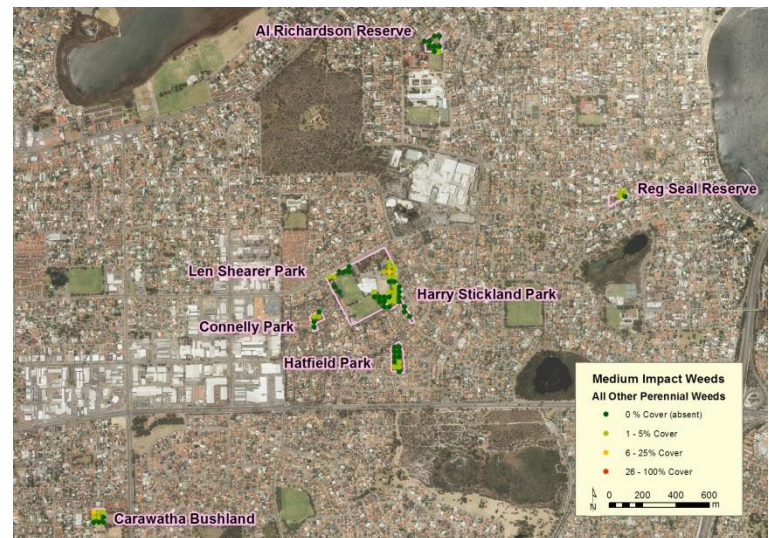 Al Richardson Reserve
Reg Seal Reserve
Len Shearer Park
Harry Stickland Park
Connelly Park
Hatfield Park
Carawatha Bushland
Medium Impact Weeds
All Other Perennial Weeds
0 % Cover (absent)
1 - 5% Cover
6 - 25% Cover
26 - 100% Cover
N
0 100 200 400 600
m